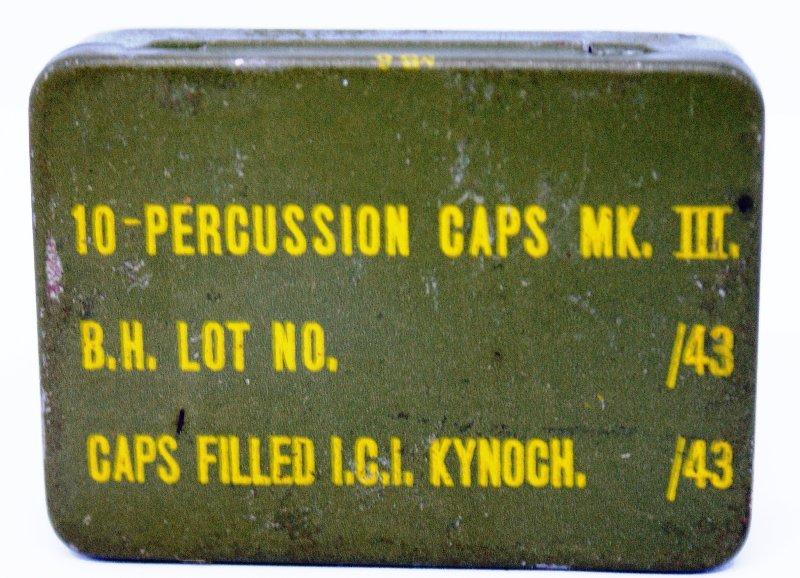 10-PERCUSSION CAPS MK. III.
B.H. LOT NO. /43
CAPS FILLED I.C.I. KYNOCH. /43